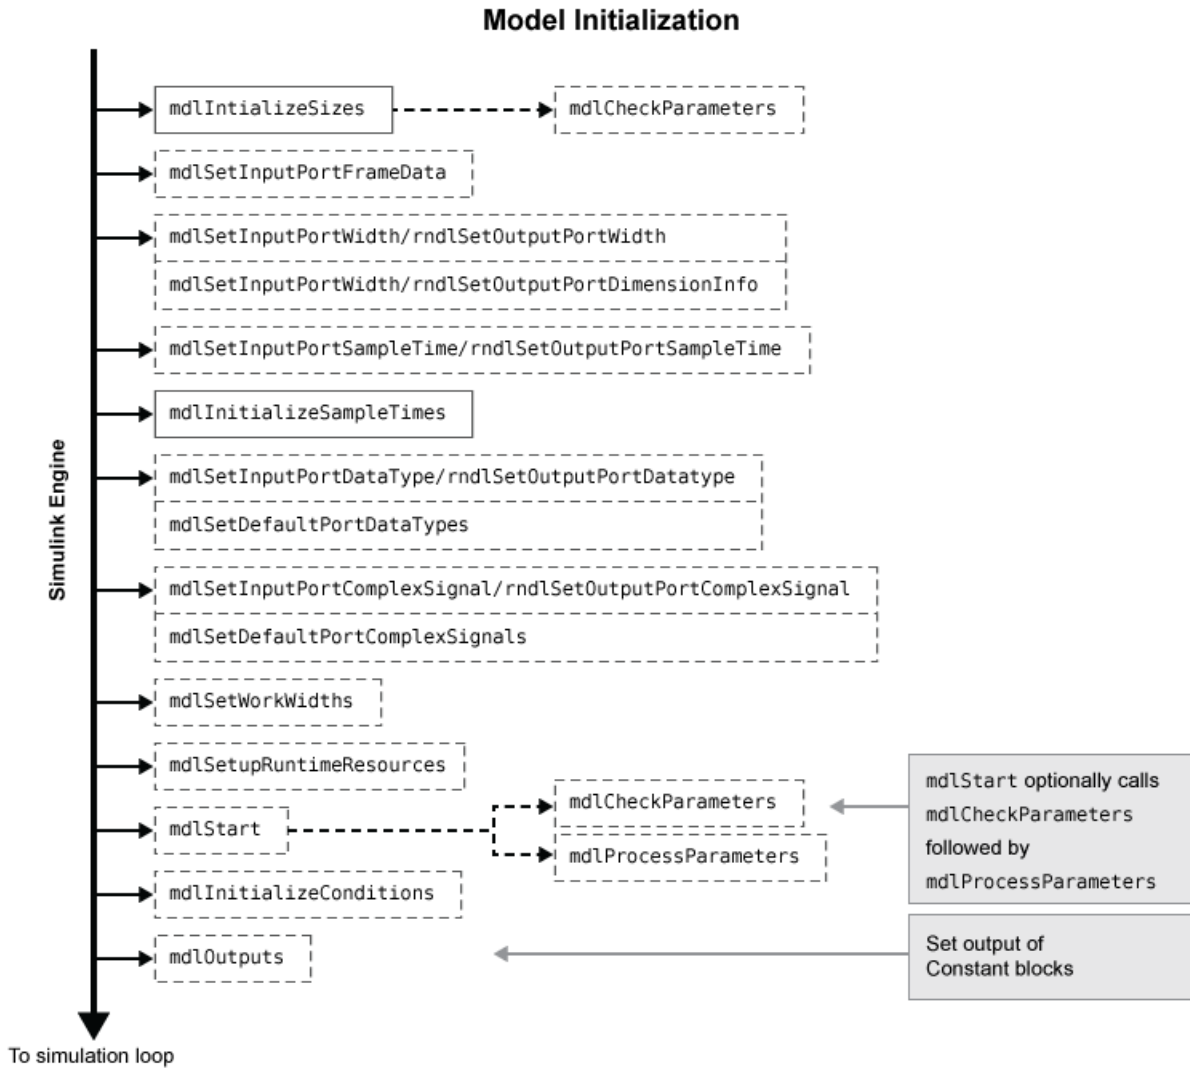 Model Initialization
mdlIntializeSizes
mdlCheckParameters
mdlSetInputPortFrameData
mdlSetInputPortWidth/rndlSetOutputPortWidth
mdlSetInputPortWidth/rndlSetOutputPortDimensionInfo
mdlSetInputPortSampleTime/rndlSetOutputPortSampleTime
mdlInitializeSampleTimes
Simulink Engine
mdlSetInputPortDataType/rndlSetOutputPortDatatype
mdlSetDefaultPortDataTypes
mdlSetInputPortComplexSignal/rndlSetOutputPortComplexSignal
mdlSetDefaultPortComplexSignals
mdlSetWorkWidths
mdlSetupRuntimeResources
mdlStart
mdlCheckParameters
mdlProcessParameters
mdlStart optionally calls
mdlCheckParameters
followed by
mdlProcessParameters
mdlInitializeConditions
mdlOutputs
Set output of
Constant blocks
To simulation loop